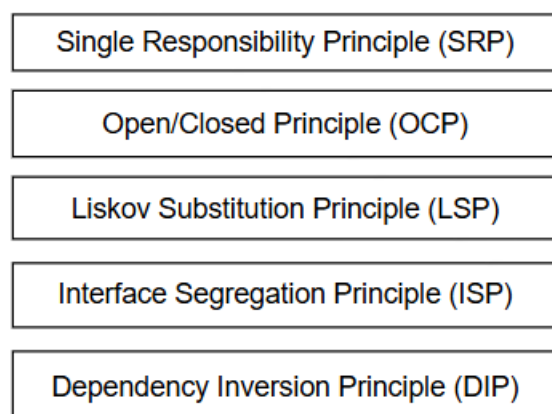 Single Responsibility Principle (SRP)
Open/Closed Principle (OCP)
Liskov Substitution Principle (LSP)
Interface Segregation Principle (ISP)
Dependency Inversion Principle (DIP)